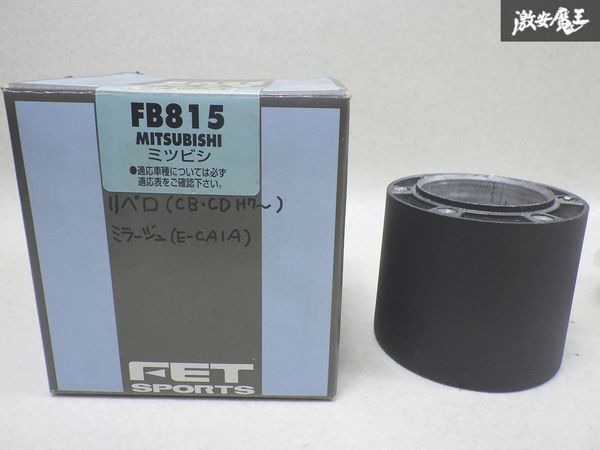 激安魔王
FET
FB815
MITSUBISHI
ミツビシ
●適応車種については必ず
適応表をご確認下さい。
リベロ(CB・CD H7〜)
ミラージュ(E-CA1A)
FET
SPORTS